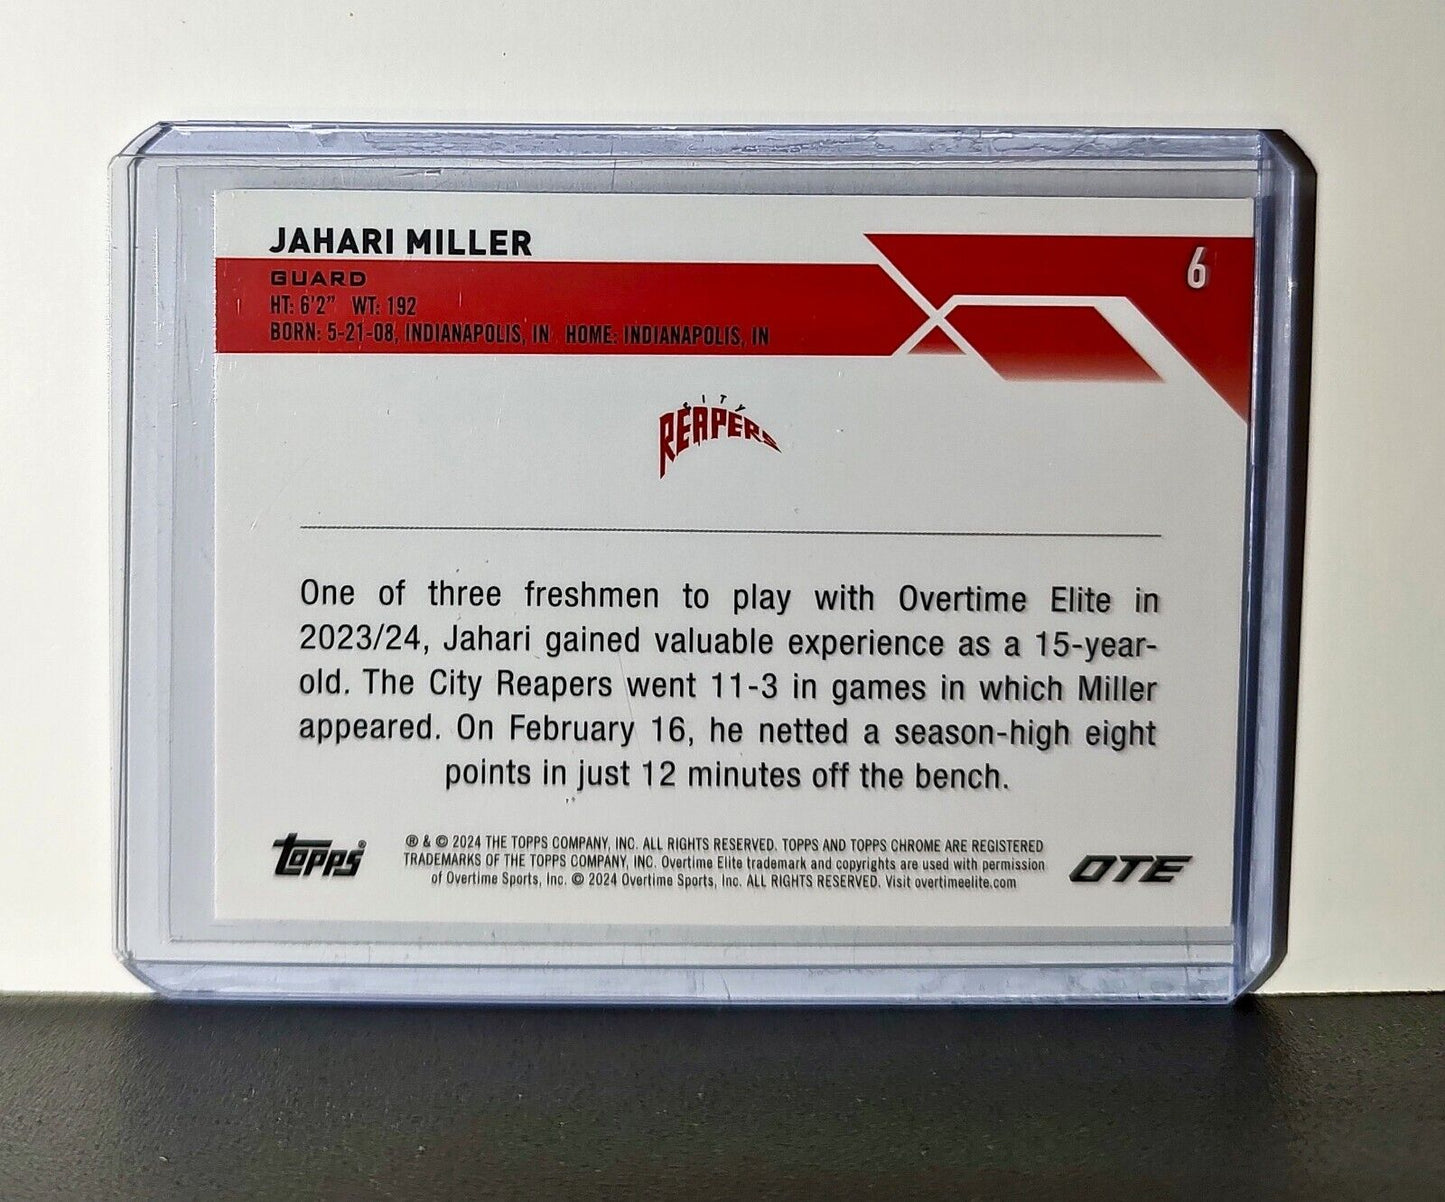 JAHARI MILLER
6
GUARD
HT: 6'2" WT: 192
BORN: 5-21-08, INDIANAPOLIS, IN HOME: INDIANAPOLIS, IN
CITY
REAPERS
One of three freshmen to play with Overtime Elite in
2023/24, Jahari gained valuable experience as a 15-year-
old. The City Reapers went 11-3 in games in which Miller
appeared. On February 16, he netted a season-high eight
points in just 12 minutes off the bench.
topps®
® & © 2024 THE TOPPS COMPANY, INC. ALL RIGHTS RESERVED. TOPPS AND TOPPS CHROME ARE REGISTERED
TRADEMARKS OF THE TOPPS COMPANY, INC. Overtime Elite trademark and copyrights are used with permission
of Overtime Sports, Inc. © 2024 Overtime Sports, Inc. ALL RIGHTS RESERVED. Visit overtimeelite.com
OTE